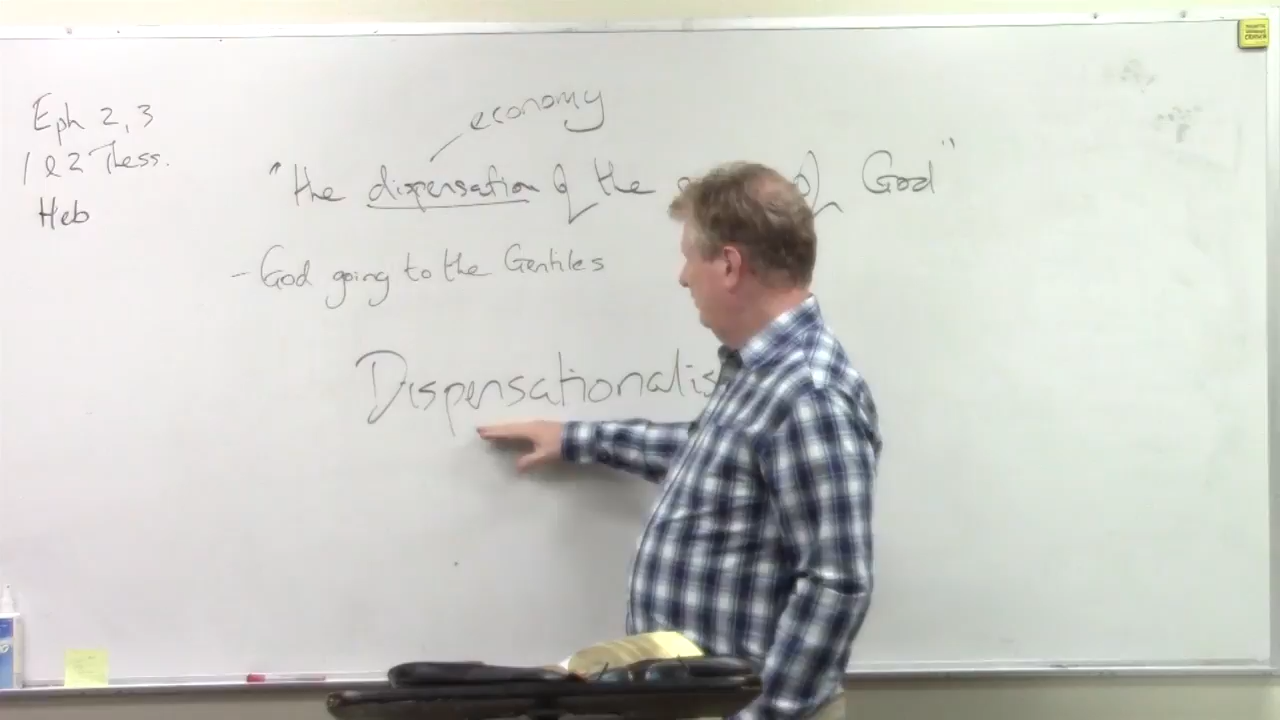 Eph 2, 3
1 & 2 Thess.
Heb
economy
"the dispensation of the of God"
- God going to the Gentiles
Dispensationalis